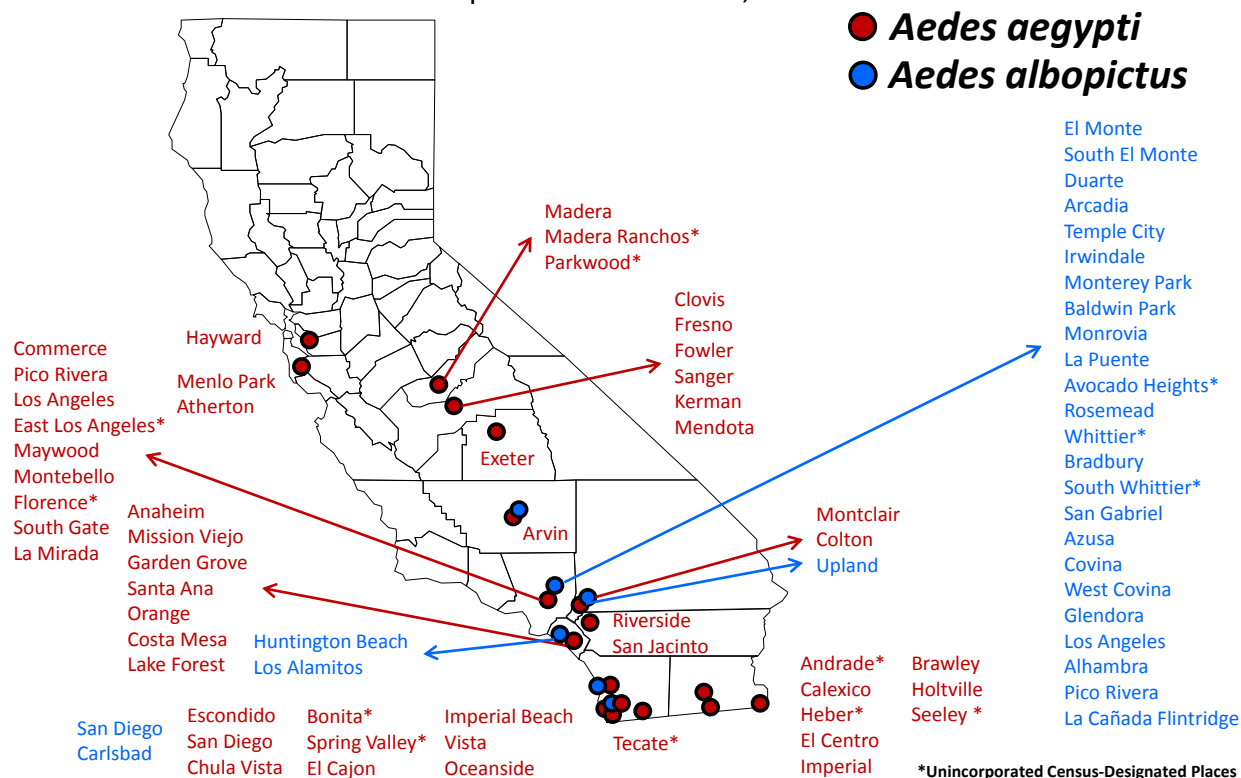 Aedes aegypti
Aedes albopictus
El Monte
South El Monte
Duarte
Arcadia
Temple City
Irwindale
Monterey Park
Baldwin Park
Monrovia
La Puente
Avocado Heights*
Rosemead
Whittier*
Bradbury
South Whittier*
San Gabriel
Azusa
Covina
West Covina
Glendora
Los Angeles
Alhambra
Pico Rivera
La Cañada Flintridge
Madera
Madera Ranchos*
Parkwood*
Clovis
Fresno
Fowler
Sanger
Kerman
Mendota
Hayward
Menlo Park
Atherton
Commerce
Pico Rivera
Los Angeles
East Los Angeles*
Maywood
Montebello
Florence*
South Gate
La Mirada
Exeter
Arvin
Anaheim
Mission Viejo
Garden Grove
Santa Ana
Orange
Costa Mesa
Lake Forest
Montclair
Colton
Upland
Huntington Beach
Los Alamitos
Riverside
San Jacinto
San Diego
Carlsbad
Escondido
San Diego
Chula Vista
Bonita*
Spring Valley*
El Cajon
Imperial Beach
Vista
Oceanside
Tecate*
Andrade*
Calexico
Heber*
El Centro
Imperial
Brawley
Holtville
Seeley *
*Unincorporated Census-Designated Places